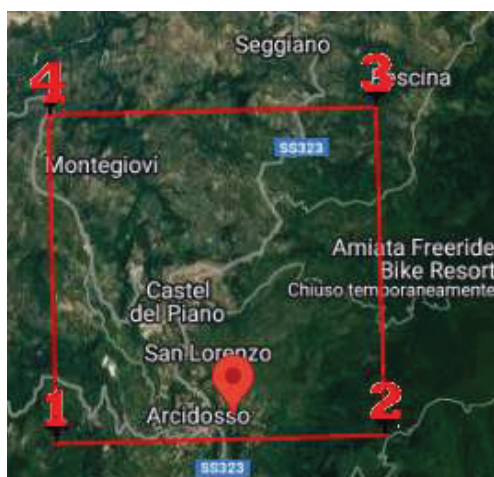 Seggiano
4
3
Pescina
SS323
Montegiovi
Amiata Freeride
Bike Resort
Chiuso temporaneamente
Castel
del Piano
San Lorenzo
1
Arcidosso
2
SS323